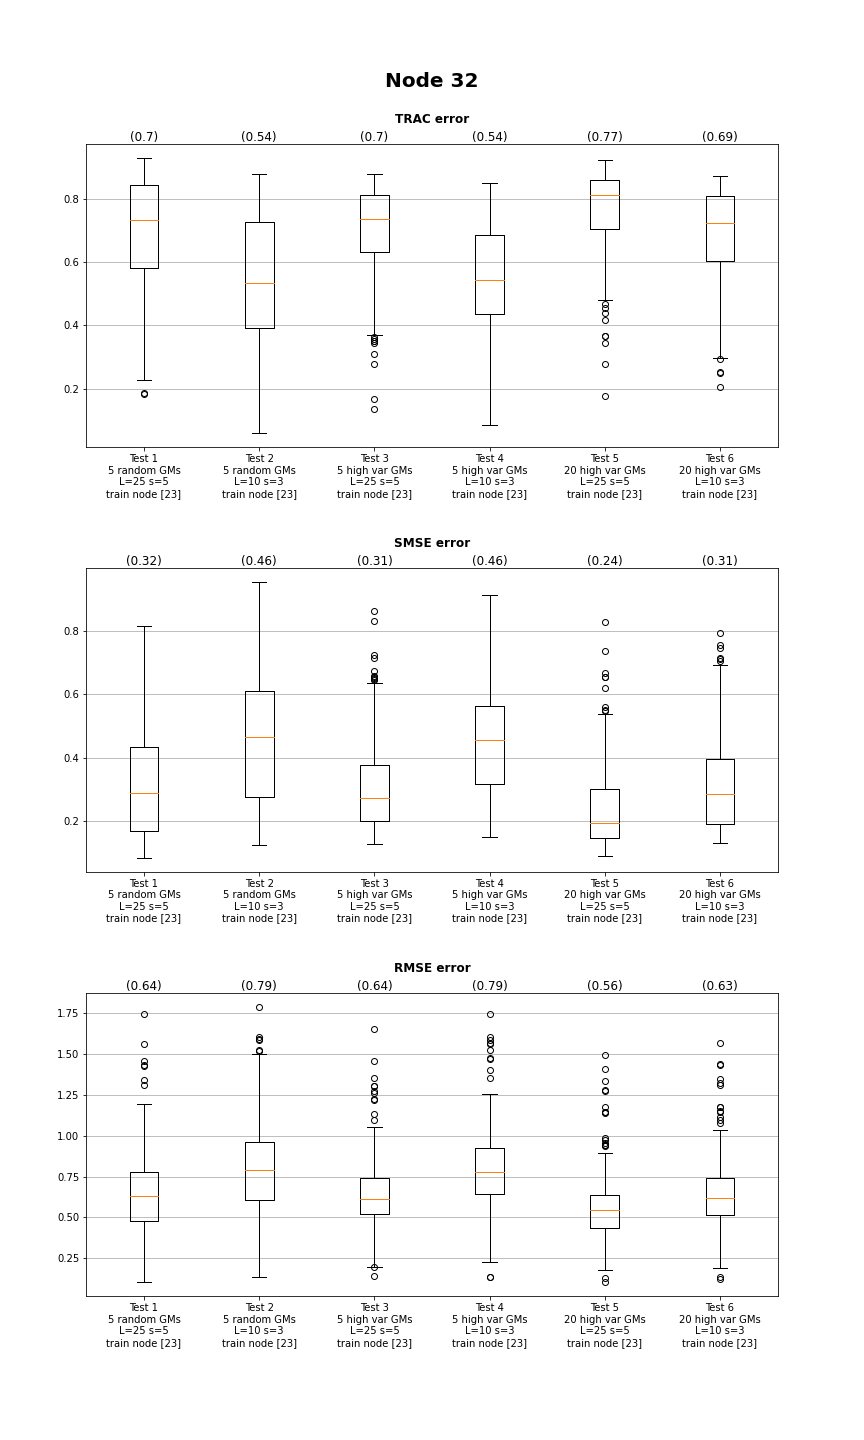 Node 32
TRAC error
(0.7) (0.54) (0.7) (0.54) (0.77) (0.69)
0.8
0.6
0.4
0.2
Test 1 Test 2 Test 3 Test 4 Test 5 Test 6
5 random GMs 5 random GMs 5 high var GMs 5 high var GMs 20 high var GMs 20 high var GMs
L=25 s=5 L=10 s=3 L=25 s=5 L=10 s=3 L=25 s=5 L=10 s=3
train node [23] train node [23] train node [23] train node [23] train node [23] train node [23]
SMSE error
(0.32) (0.46) (0.31) (0.46) (0.24) (0.31)
0.8
0.6
0.4
0.2
Test 1 Test 2 Test 3 Test 4 Test 5 Test 6
5 random GMs 5 random GMs 5 high var GMs 5 high var GMs 20 high var GMs 20 high var GMs
L=25 s=5 L=10 s=3 L=25 s=5 L=10 s=3 L=25 s=5 L=10 s=3
train node [23] train node [23] train node [23] train node [23] train node [23] train node [23]
RMSE error
(0.64) (0.79) (0.64) (0.79) (0.56) (0.63)
1.75
1.50
1.25
1.00
0.75
0.50
0.25
Test 1 Test 2 Test 3 Test 4 Test 5 Test 6
5 random GMs 5 random GMs 5 high var GMs 5 high var GMs 20 high var GMs 20 high var GMs
L=25 s=5 L=10 s=3 L=25 s=5 L=10 s=3 L=25 s=5 L=10 s=3
train node [23] train node [23] train node [23] train node [23] train node [23] train node [23]